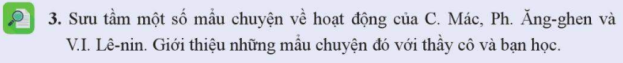 3. Sưu tầm một số mẩu chuyện về hoạt động của C. Mác, Ph. Ăng-ghen và
V.I. Lê-nin. Giới thiệu những mẩu chuyện đó với thầy cô và bạn học.